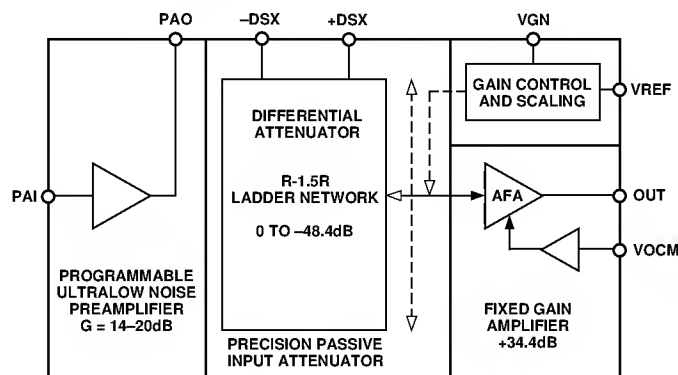 PAO
–DSX
+DSX
VGN
GAIN CONTROL
AND SCALING
VREF
DIFFERENTIAL
ATTENUATOR
R-1.5R
LADDER NETWORK
0 TO –48.4dB
PAI
AFA
OUT
VOCM
PROGRAMMABLE
ULTRALOW NOISE
PREAMPLIFIER
G = 14–20dB
PRECISION PASSIVE
INPUT ATTENUATOR
FIXED GAIN
AMPLIFIER
+34.4dB